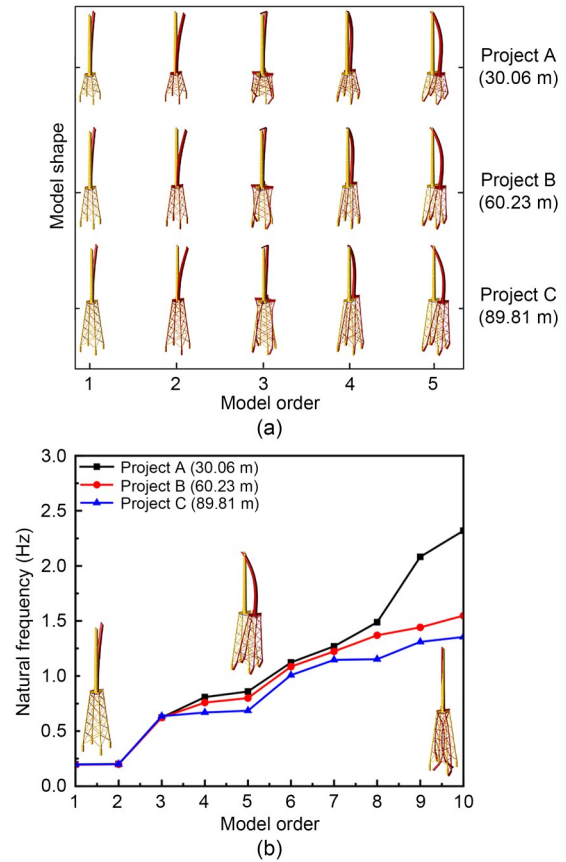 Model shape
Project A
(30.06 m)
Project B
(60.23 m)
Project C
(89.81 m)
1 2 3 4 5
Model order
(a)
Natural frequency (Hz)
3.0
2.5
2.0
1.5
1.0
0.5
0.0
Project A (30.06 m)
Project B (60.23 m)
Project C (89.81 m)
1 2 3 4 5 6 7 8 9 10
Model order
(b)